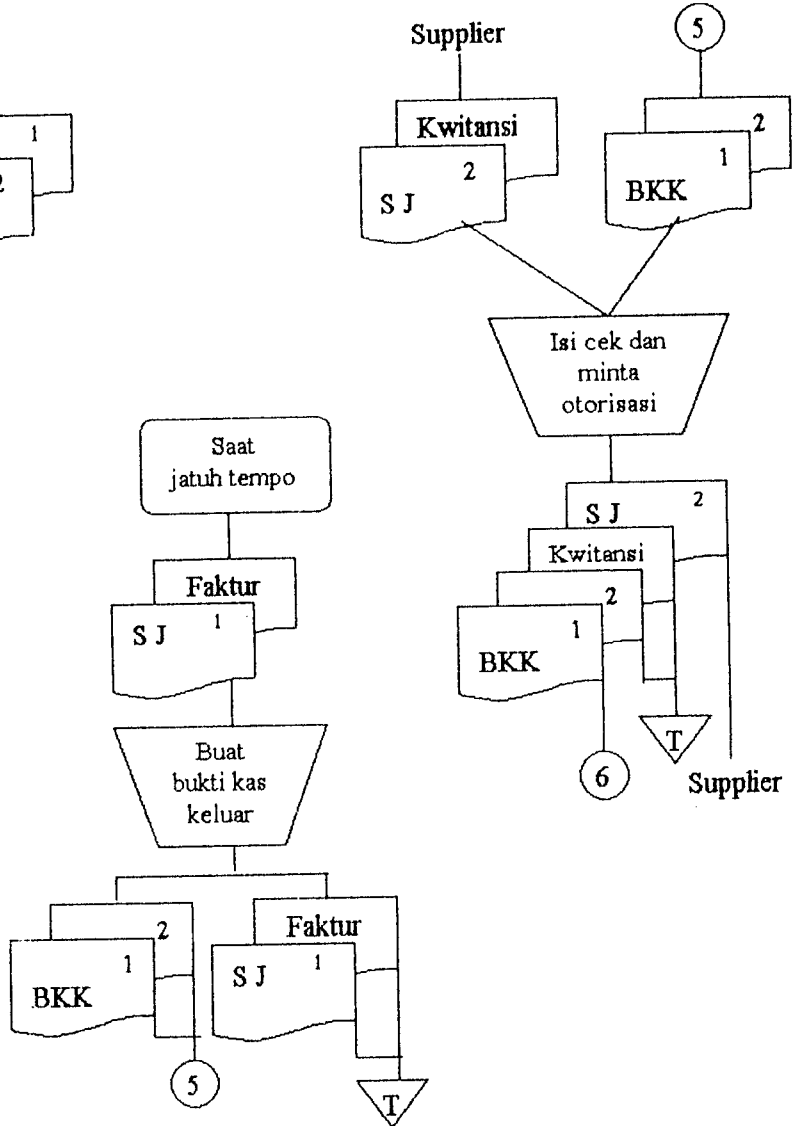 1
2
Supplier
5
Kwitansi
2
S J
2
1
BKK
Isi cek dan
minta
otorisasi
S J 2
Kwitansi
2
1
BKK
T
6
Supplier
Saat
jatuh tempo
Faktur
S J 1
Buat
bukti kas
keluar
2
1
BKK
5
Faktur
S J 1
T